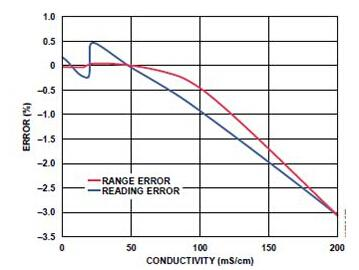 1.0
0.5
0
–0.5
–1.0
–1.5
–2.0
–2.5
–3.0
–3.5
ERROR (%)
RANGE ERROR
READING ERROR
0 50 100 150 200
CONDUCTIVITY (mS/cm)